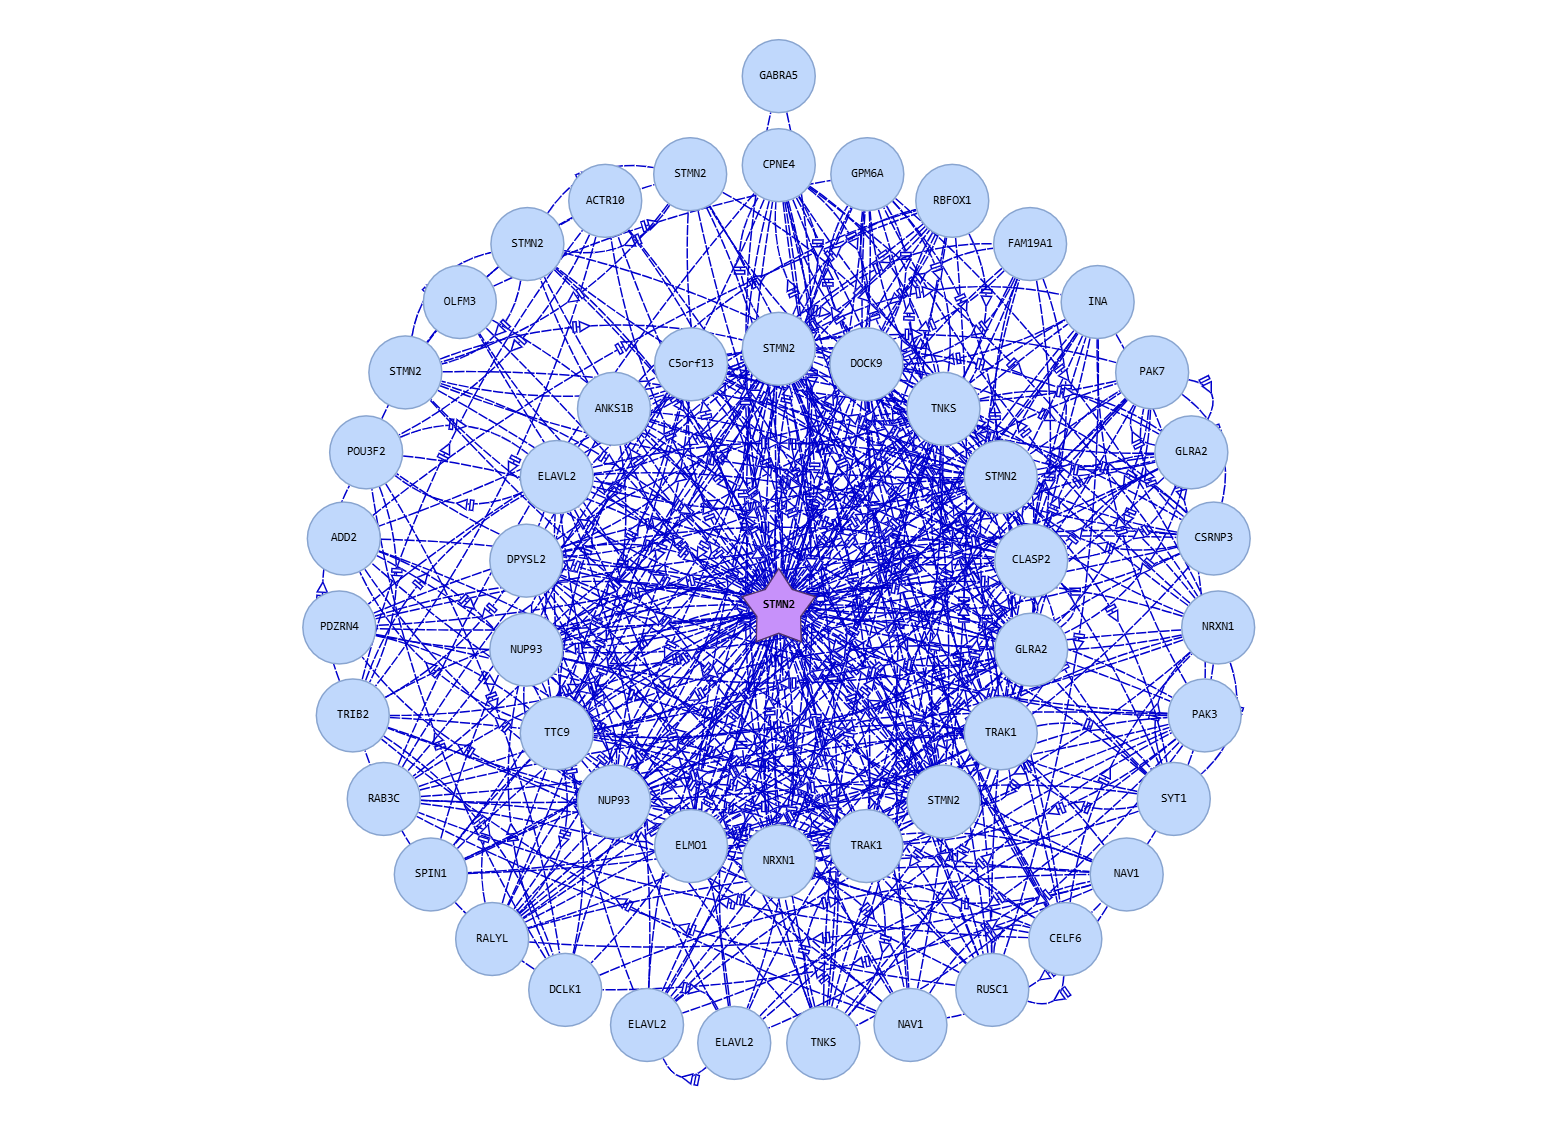 GABRA5
CPNE4
STMN2
GPM6A
ACTR10
RBFOX1
STMN2
FAM19A1
OLFM3
INA
STMN2
C5orf13
DOCK9
STMN2
PAK7
ANKS1B
TNKS
POU3F2
GLRA2
ELAVL2
STMN2
ADD2
CSRNP3
DPYSL2
CLASP2
STMN2
PDZRN4
NRXN1
NUP93
GLRA2
TRIB2
PAK3
TTC9
TRAK1
RAB3C
NUP93
STMN2
SYT1
ELMO1
TRAK1
NRXN1
SPIN1
NAV1
RALYL
CELF6
DCLK1
RUSC1
ELAVL2
NAV1
ELAVL2
TNKS